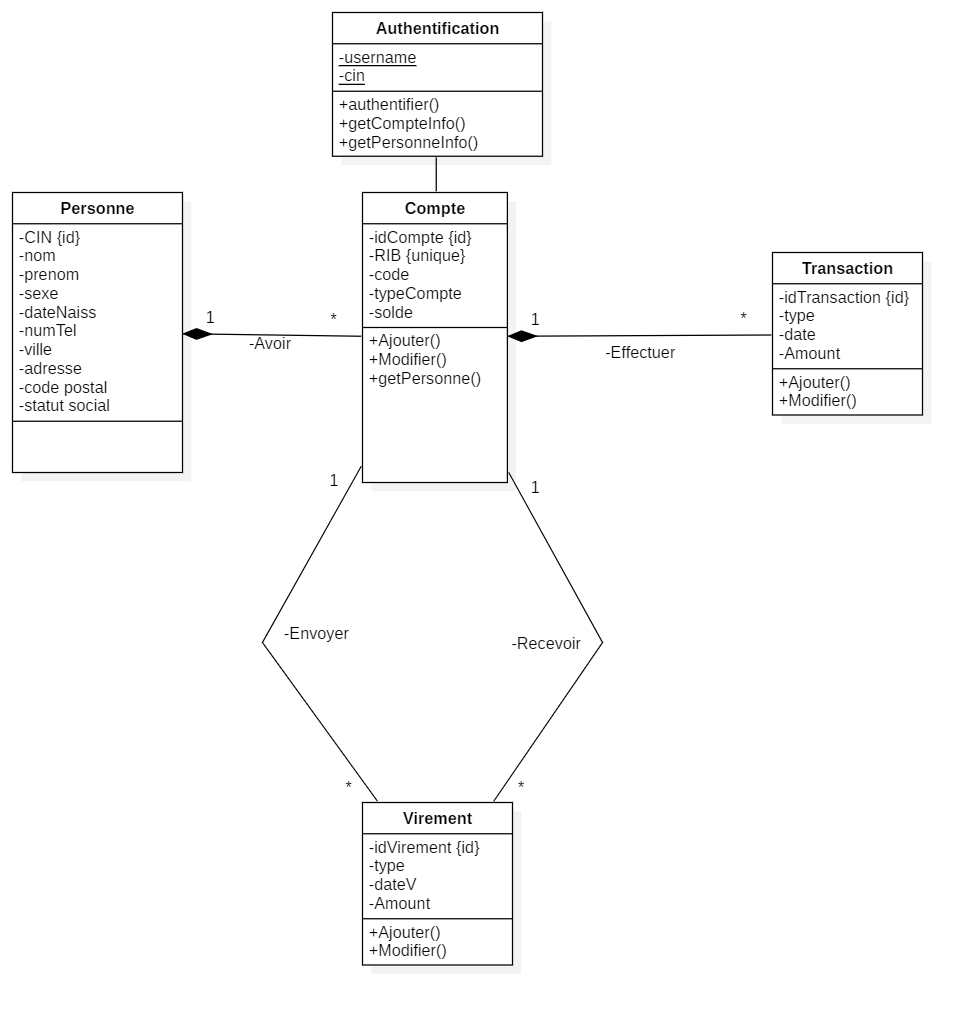 Authentification
-username
-cin
+authentifier()
+getCompteInfo()
+getPersonneInfo()
Personne
-CIN {id}
-nom
-prenom
-sexe
-dateNaiss
-numTel
-ville
-adresse
-code postal
-statut social
1
*
-Avoir
Compte
-idCompte {id}
-RIB {unique}
-code
-typeCompte
-solde
+Ajouter()
+Modifier()
+getPersonne()
1
*
-Effectuer
Transaction
-idTransaction {id}
-type
-date
-Amount
+Ajouter()
+Modifier()
1
1
-Envoyer
-Recevoir
*
*
Virement
-idVirement {id}
-type
-dateV
-Amount
+Ajouter()
+Modifier()